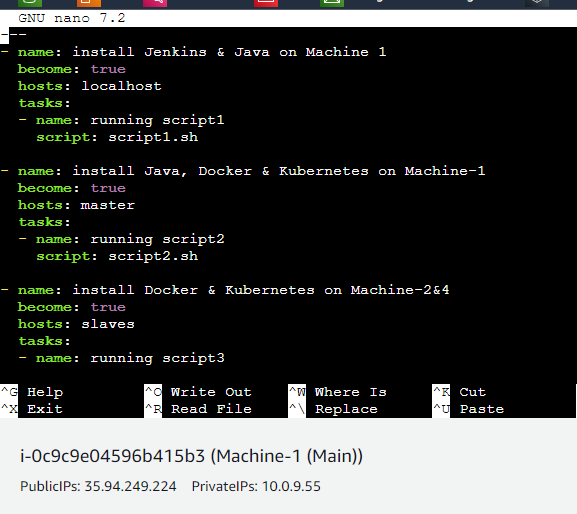 GNU nano 7.2
---
- name: install Jenkins & Java on Machine 1
become: true
hosts: localhost
tasks:
- name: running script1
script: script1.sh
- name: install Java, Docker & Kubernetes on Machine-1
become: true
hosts: master
tasks:
- name: running script2
script: script2.sh
- name: install Docker & Kubernetes on Machine-2&4
become: true
hosts: slaves
tasks:
- name: running script3
^G Help ^O Write Out ^W Where Is ^K Cut
^X Exit ^R Read File ^\ Replace ^U Paste
i-0c9c9e04596b415b3 (Machine-1 (Main))
PublicIPs: 35.94.249.224 PrivateIPs: 10.0.9.55